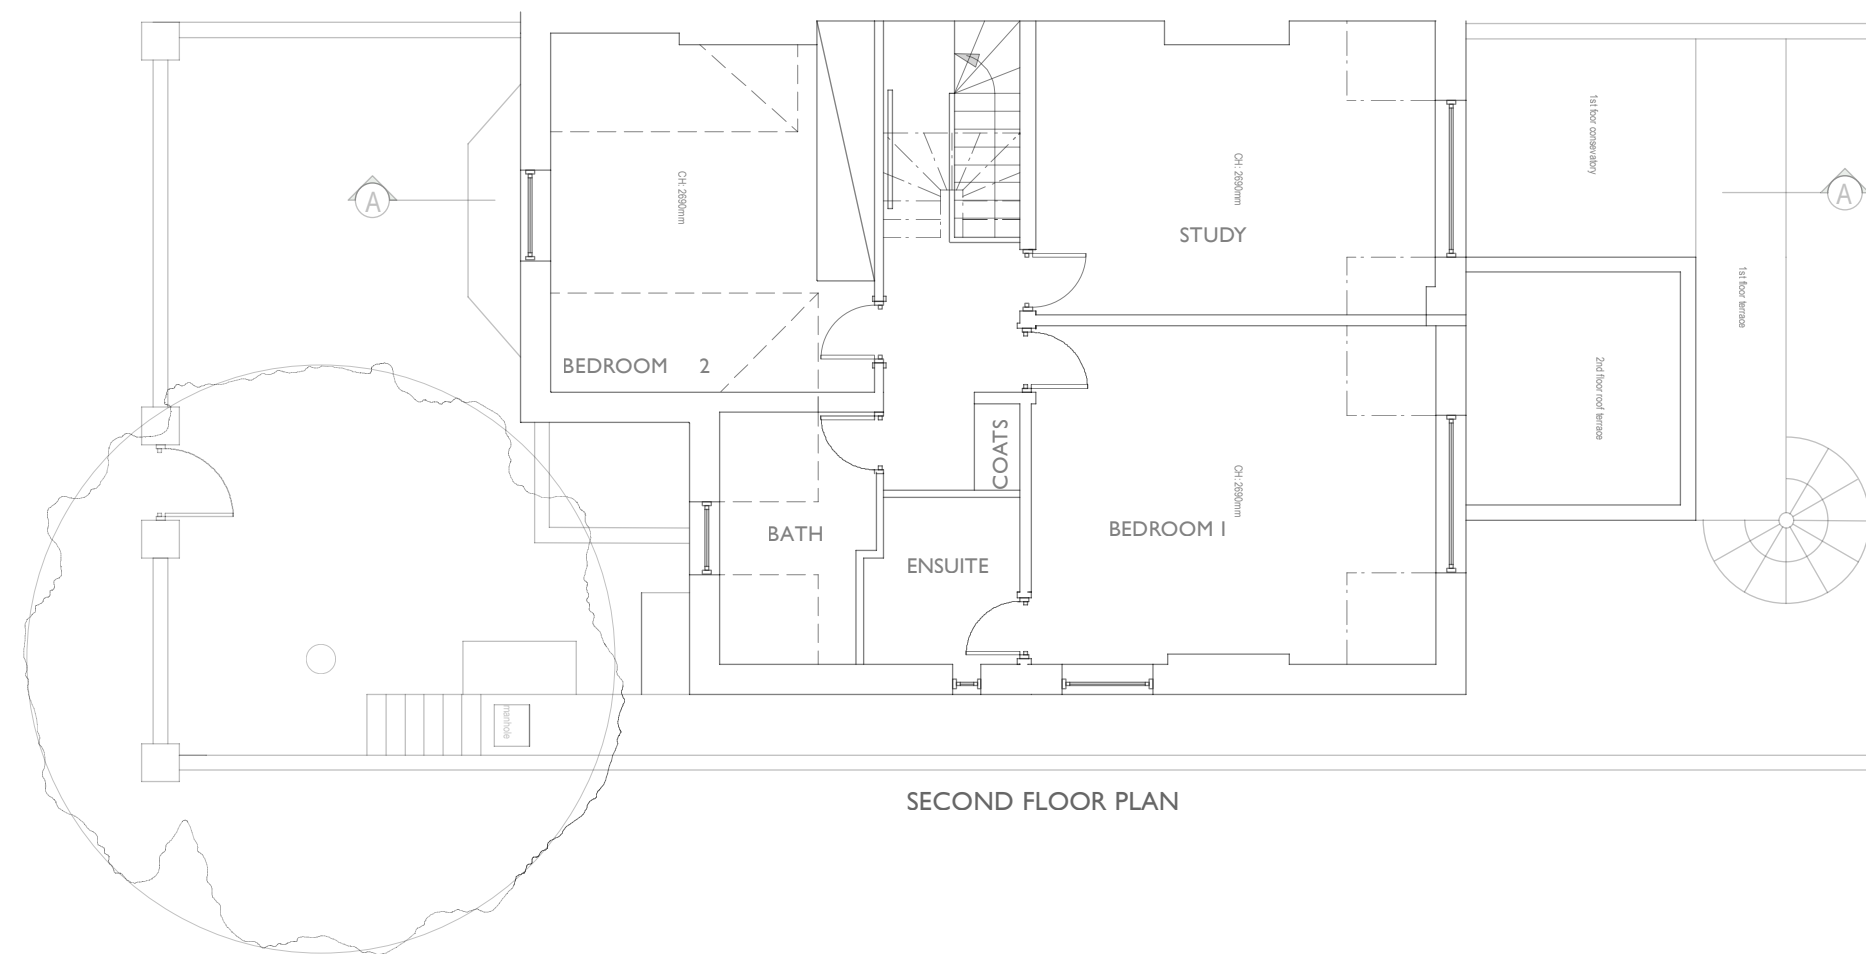 1st floor consevatory
CH: 2690mm
CH: 2690mm
A
A
STUDY
1st floor terrace
BEDROOM 2
2nd floor roof terrace
COATS
CH: 2690mm
BEDROOM 1
BATH
ENSUITE
manhole
SECOND FLOOR PLAN